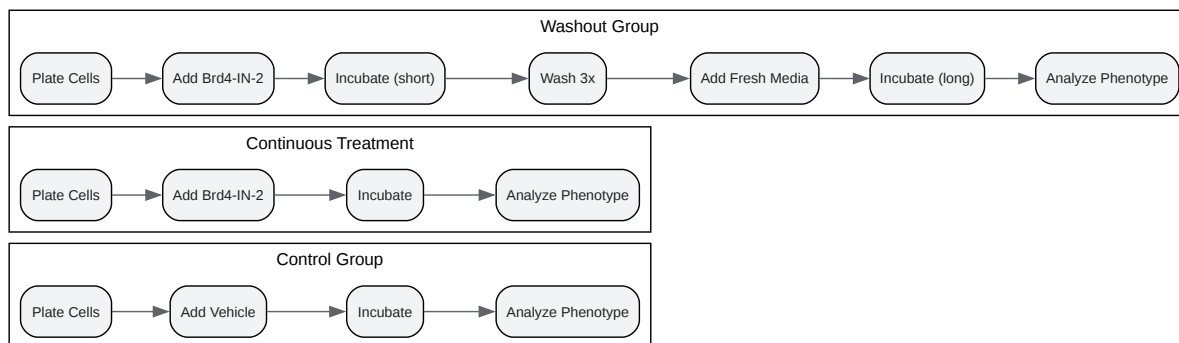 Washout Group
Plate Cells
Add Brd4-IN-2
Incubate (short)
Wash 3x
Add Fresh Media
Incubate (long)
Analyze Phenotype
Continuous Treatment
Plate Cells
Add Brd4-IN-2
Incubate
Analyze Phenotype
Control Group
Plate Cells
Add Vehicle
Incubate
Analyze Phenotype